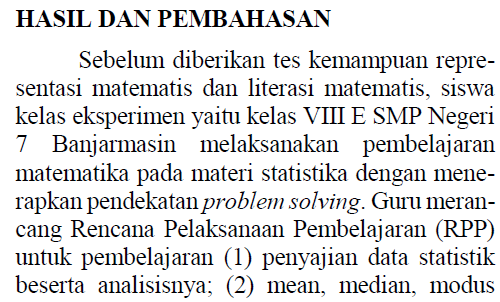 HASIL DAN PEMBAHASAN
Sebelum diberikan tes kemampuan repre-
sentasi matematis dan literasi matematis, siswa
kelas eksperimen yaitu kelas VIII E SMP Negeri
7 Banjarmasin melaksanakan pembelajaran
matematika pada materi statistika dengan mene-
rapkan pendekatan problem solving. Guru meran-
cang Rencana Pelaksanaan Pembelajaran (RPP)
untuk pembelajaran (1) penyajian data statistik
beserta analisisnya; (2) mean, median, modus